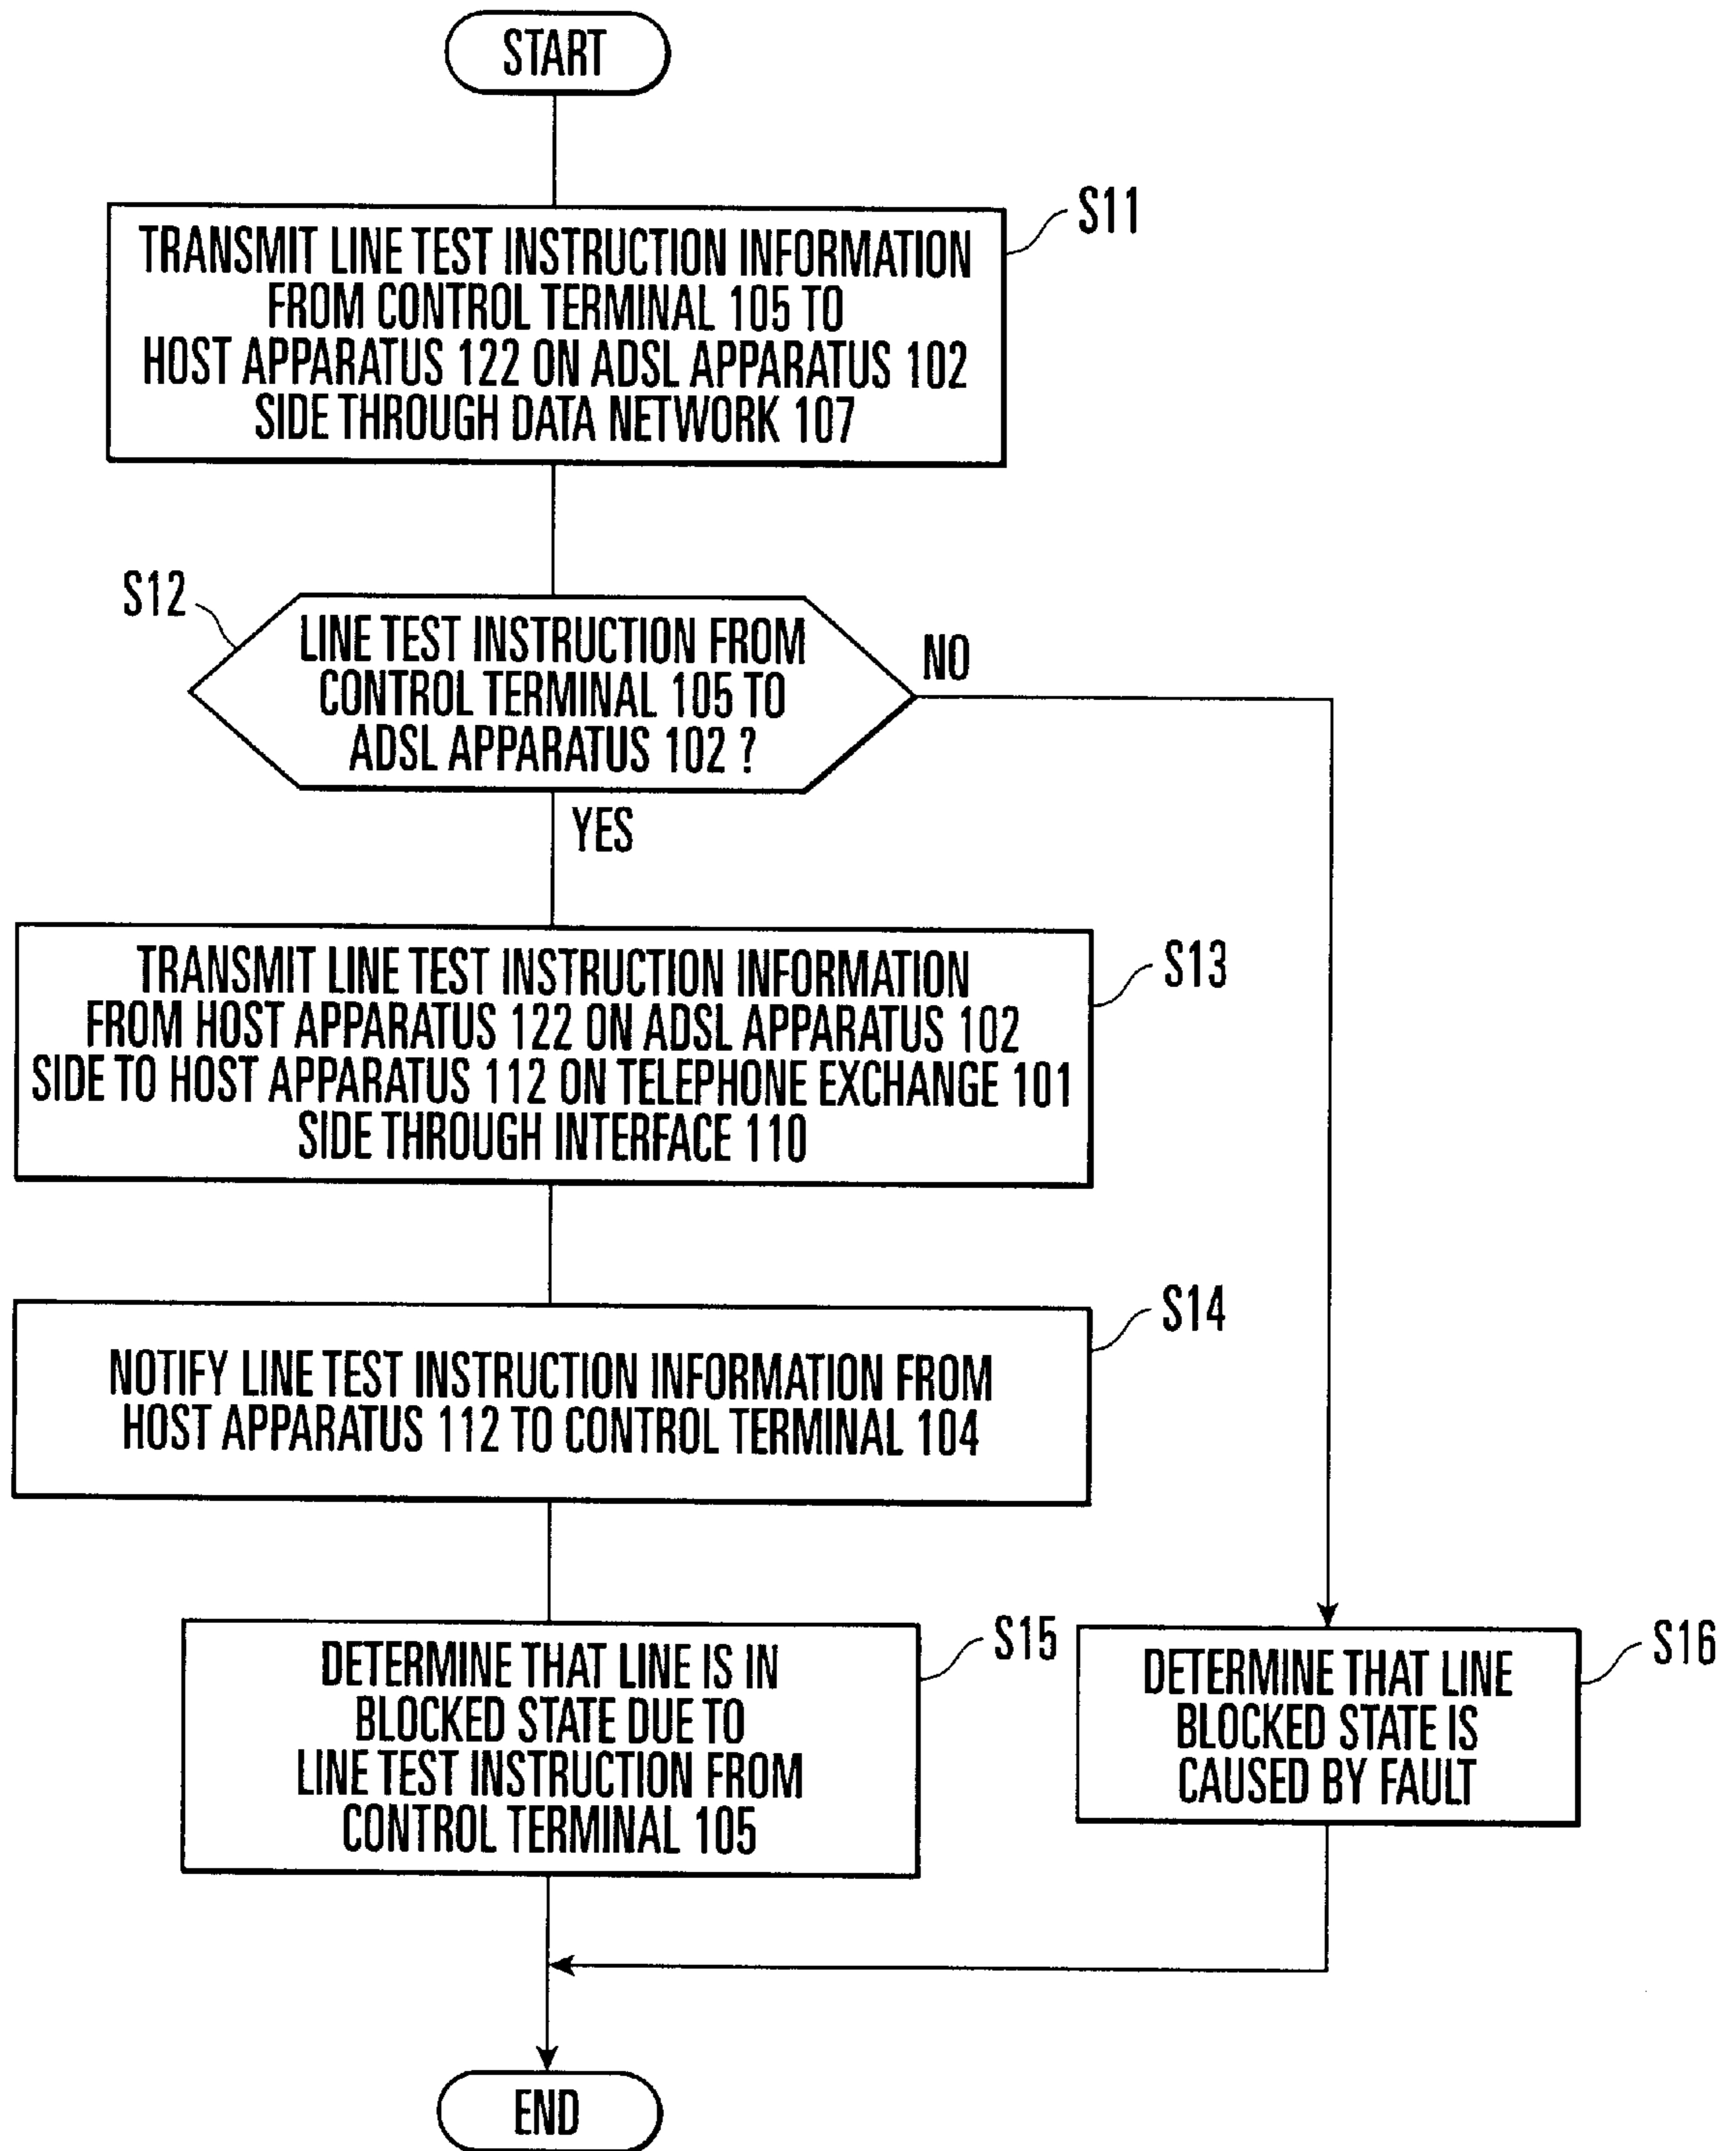 START
S11
TRANSMIT LINE TEST INSTRUCTION INFORMATION
FROM CONTROL TERMINAL 105 TO
HOST APPARATUS 122 ON ADSL APPARATUS 102
SIDE THROUGH DATA NETWORK 107
S12
LINE TEST INSTRUCTION FROM
CONTROL TERMINAL 105 TO
ADSL APPARATUS 102 ?
NO
YES
S13
TRANSMIT LINE TEST INSTRUCTION INFORMATION
FROM HOST APPARATUS 122 ON ADSL APPARATUS 102
SIDE TO HOST APPARATUS 112 ON TELEPHONE EXCHANGE 101
SIDE THROUGH INTERFACE 110
S14
NOTIFY LINE TEST INSTRUCTION INFORMATION FROM
HOST APPARATUS 112 TO CONTROL TERMINAL 104
S15
DETERMINE THAT LINE IS IN
BLOCKED STATE DUE TO
LINE TEST INSTRUCTION FROM
CONTROL TERMINAL 105
S16
DETERMINE THAT LINE
BLOCKED STATE IS
CAUSED BY FAULT
END